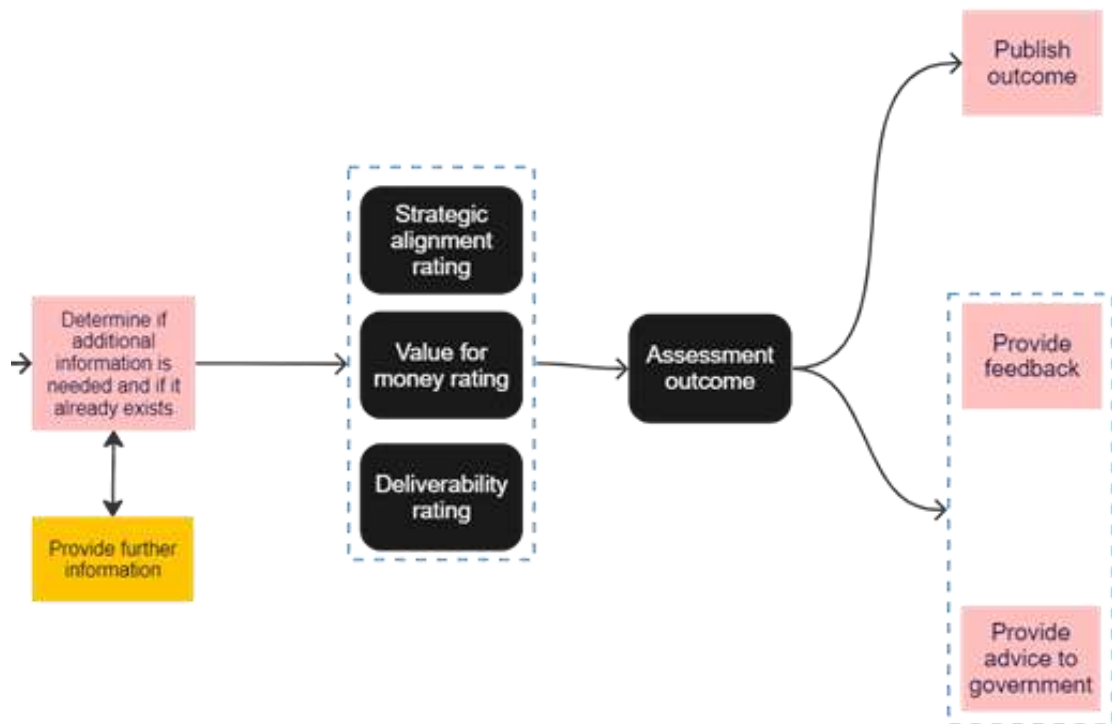 Publish
outcome
Strategic
alignment
rating
Determine if
additional
information is
needed and if it
already exists
Value for
money rating
Assessment
outcome
Provide
feedback
Deliverability
rating
Provide further
information
Provide
advice to
government